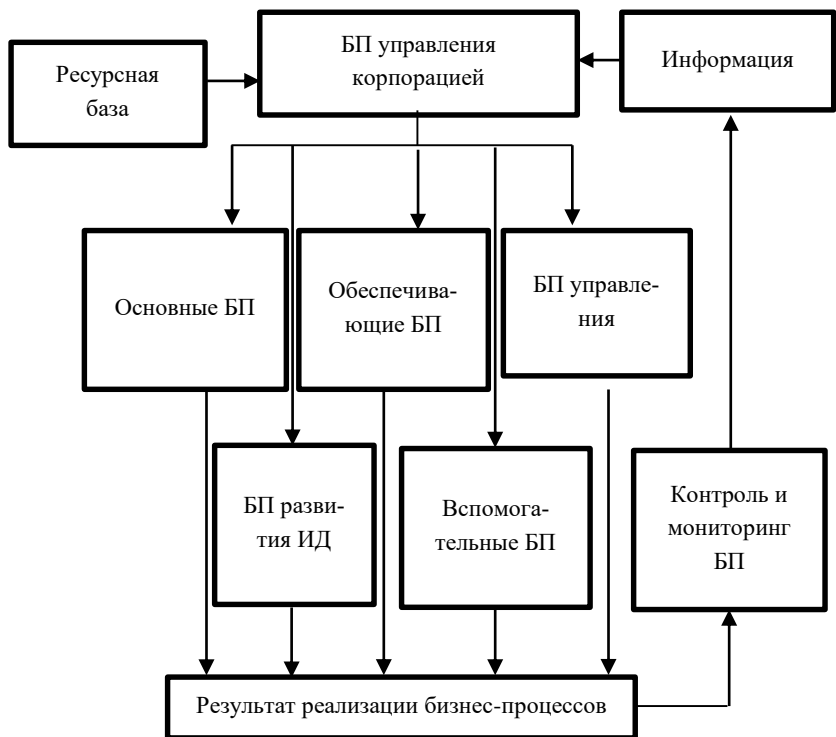 Ресурсная
база
БП управления
корпорацией
Информация
Основные БП
Обеспечива-
ющие БП
БП управле-
ния
БП разви-
тия ИД
Вспомога-
тельные БП
Контроль и
мониторинг
БП
Результат реализации бизнес-процессов